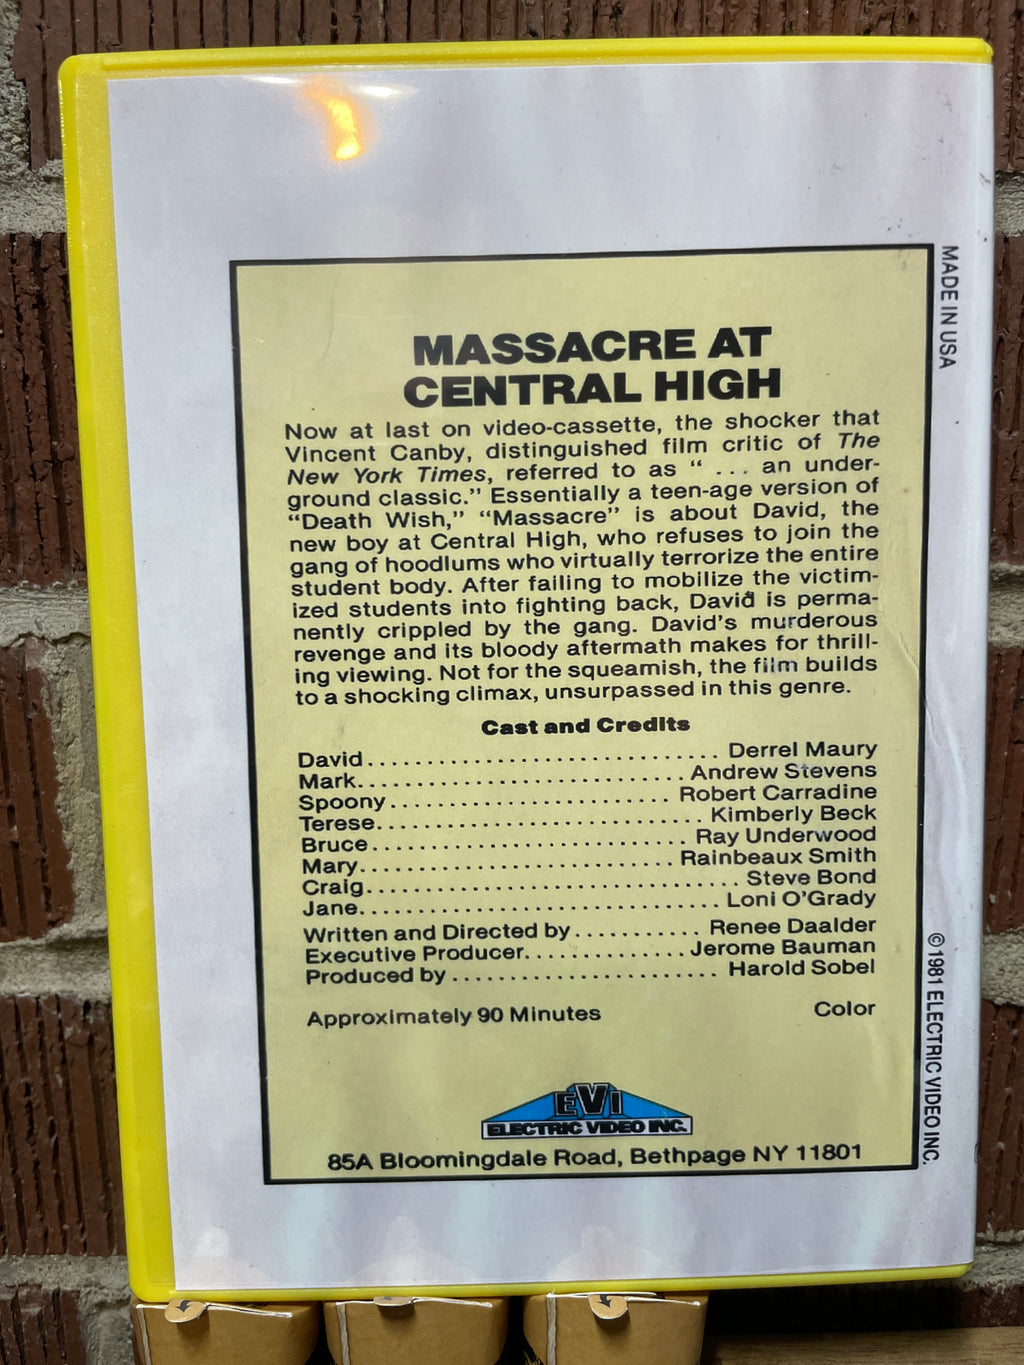 MASSACRE AT
CENTRAL HIGH
Now at last on video-cassette, the shocker that
Vincent Canby, distinguished film critic of The
New York Times, referred to as “ ... an under-
ground classic.” Essentially a teen-age version of
“Death Wish,” “Massacre” is about David, the
new boy at Central High, who refuses to join the
gang of hoodlums who virtually terrorize the entire
student body. After failing to mobilize the victim-
ized students into fighting back, David is perma-
nently crippled by the gang. David’s murderous
revenge and its bloody aftermath makes for thrill-
ing viewing. Not for the squeamish, the film builds
to a shocking climax, unsurpassed in this genre.
Cast and Credits
David.............................. Derrel Maury
Mark............................ Andrew Stevens
Spoony........................ Robert Carradine
Terese............................ Kimberly Beck
Bruce............................ Ray Underwood
Mary............................. Rainbeaux Smith
Craig................................ Steve Bond
Jane............................... Loni O’Grady
Written and Directed by........... Renee Daalder
Executive Producer.............. Jerome Bauman
Produced by....................... Harold Sobel
Approximately 90 Minutes Color
EVI
ELECTRIC VIDEO INC.
85A Bloomingdale Road, Bethpage NY 11801
MADE IN USA
© 1981 ELECTRIC VIDEO INC.